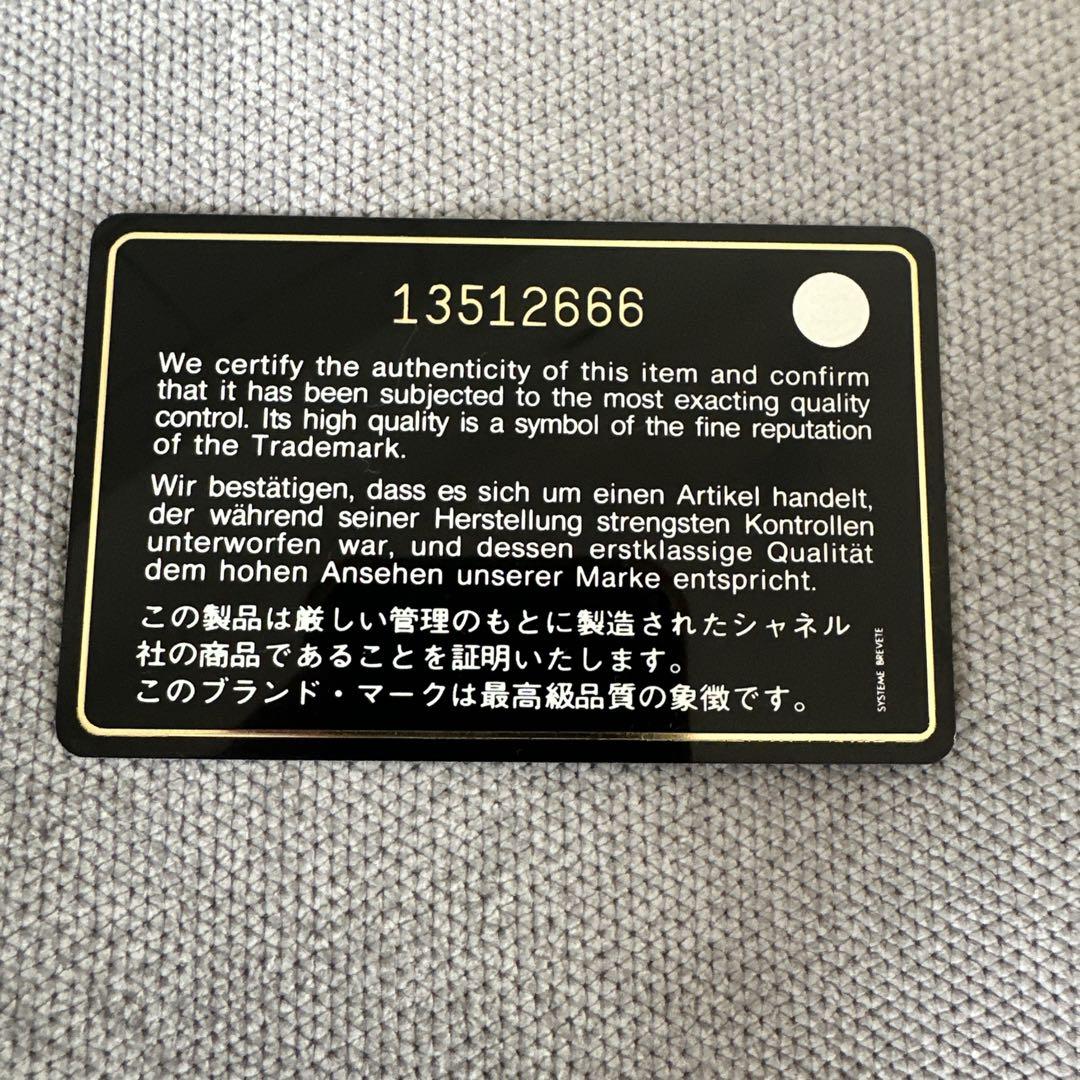 13512666
We certify the authenticity of this item and confirm
that it has been subjected to the most exacting quality
control. Its high quality is a symbol of the fine reputation
of the Trademark.
Wir bestätigen, dass es sich um einen Artikel handelt,
der während seiner Herstellung strengsten Kontrollen
unterworfen war, und dessen erstklassige Qualität
dem hohen Ansehen unserer Marke entspricht.
この製品は厳しい管理のもとに製造されたシャネル
社の商品であることを証明いたします。
このブランド・マークは最高級品質の象徴です。
SYSTEME BREVETE